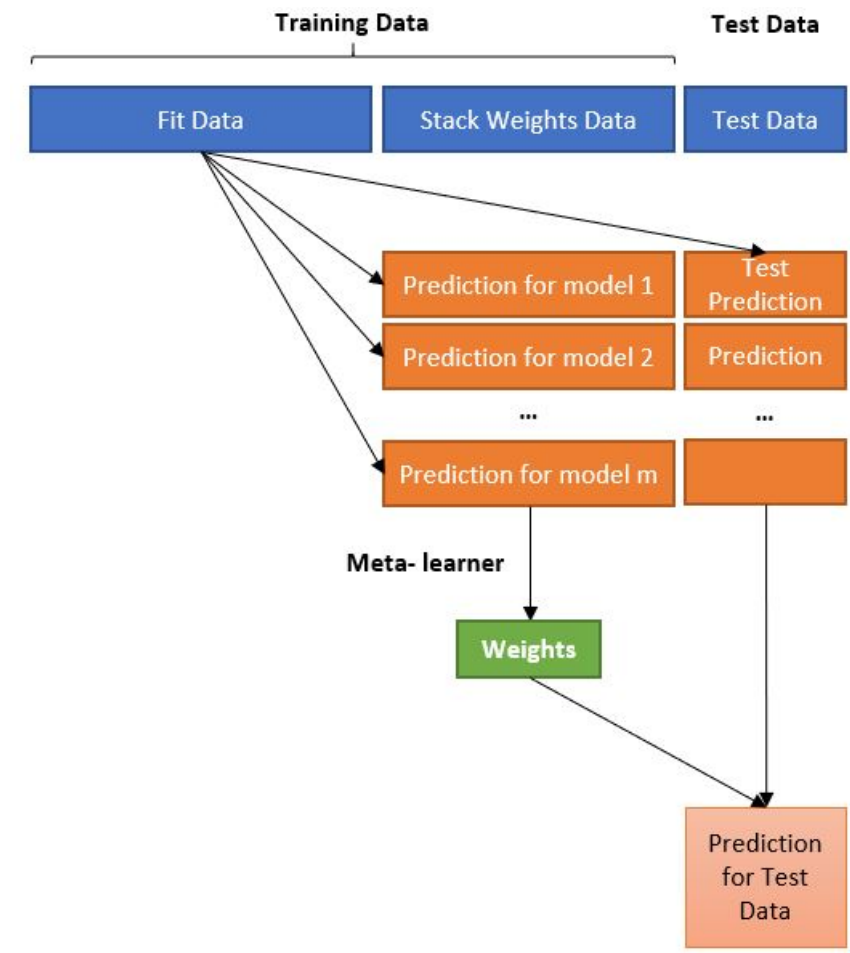 Training Data
Test Data
Fit Data
Stack Weights Data
Test Data
Prediction for model 1
Test
Prediction
Prediction for model 2
Prediction
...
...
Prediction for model m
Meta- learner
Weights
Prediction
for Test
Data